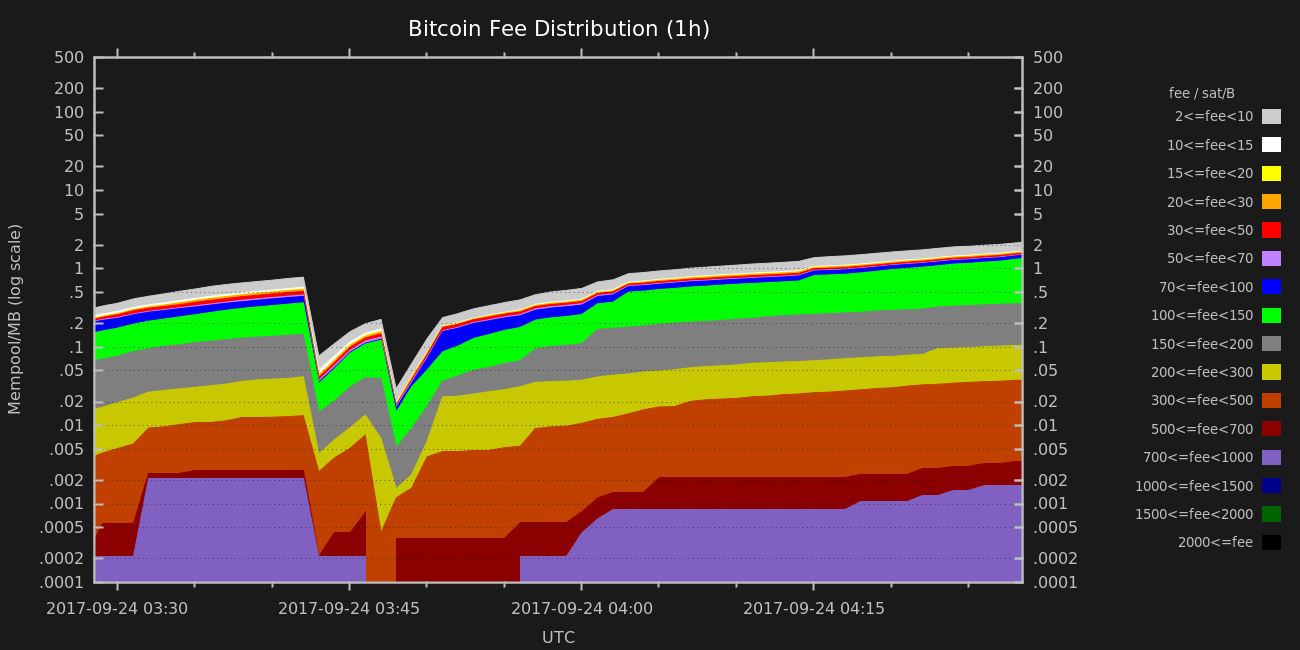 Bitcoin Fee Distribution (1h)
Mempool/MB (log scale)
500
200
100
50
20
10
5
2
1
.5
.2
.1
.05
.02
.01
.005
.002
.001
.0005
.0002
.0001
500
200
100
50
20
10
5
2
1
.5
.2
.1
.05
.02
.01
.005
.002
.001
.0005
.0002
.0001
2017-09-24 03:30
2017-09-24 03:45
2017-09-24 04:00
2017-09-24 04:15
UTC
fee / sat/B
2<=fee<10
10<=fee<15
15<=fee<20
20<=fee<30
30<=fee<50
50<=fee<70
70<=fee<100
100<=fee<150
150<=fee<200
200<=fee<300
300<=fee<500
500<=fee<700
700<=fee<1000
1000<=fee<1500
1500<=fee<2000
2000<=fee